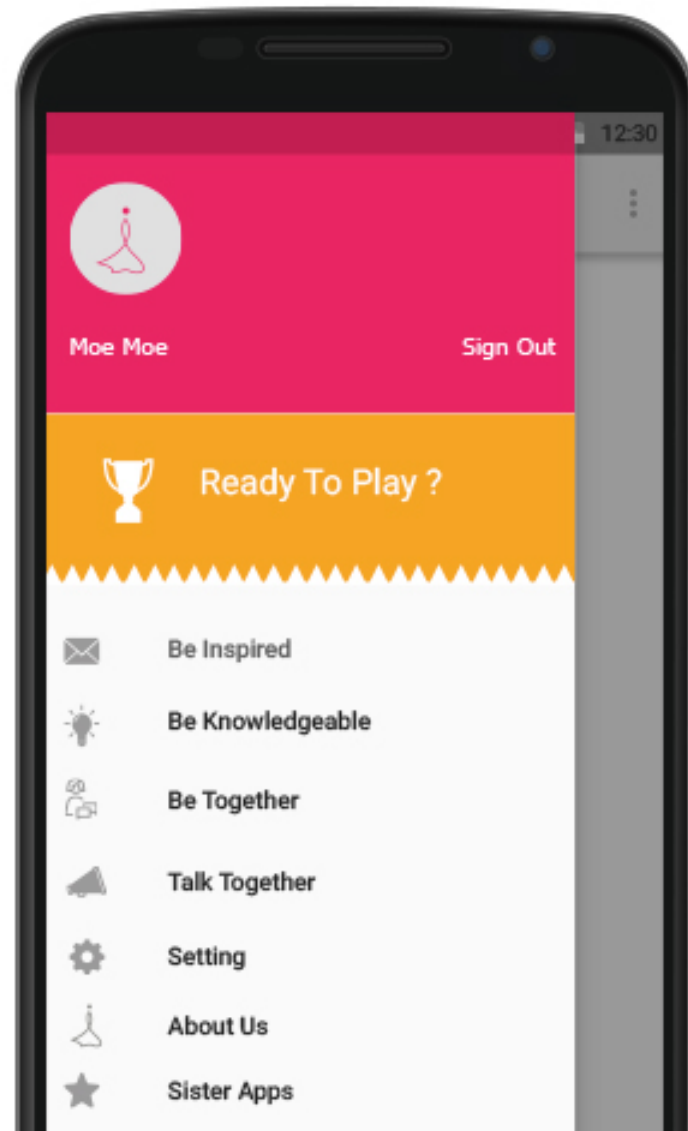 12:30
Moe Moe
Sign Out
Ready To Play ?
Be Inspired
Be Knowledgeable
Be Together
Talk Together
Setting
About Us
Sister Apps